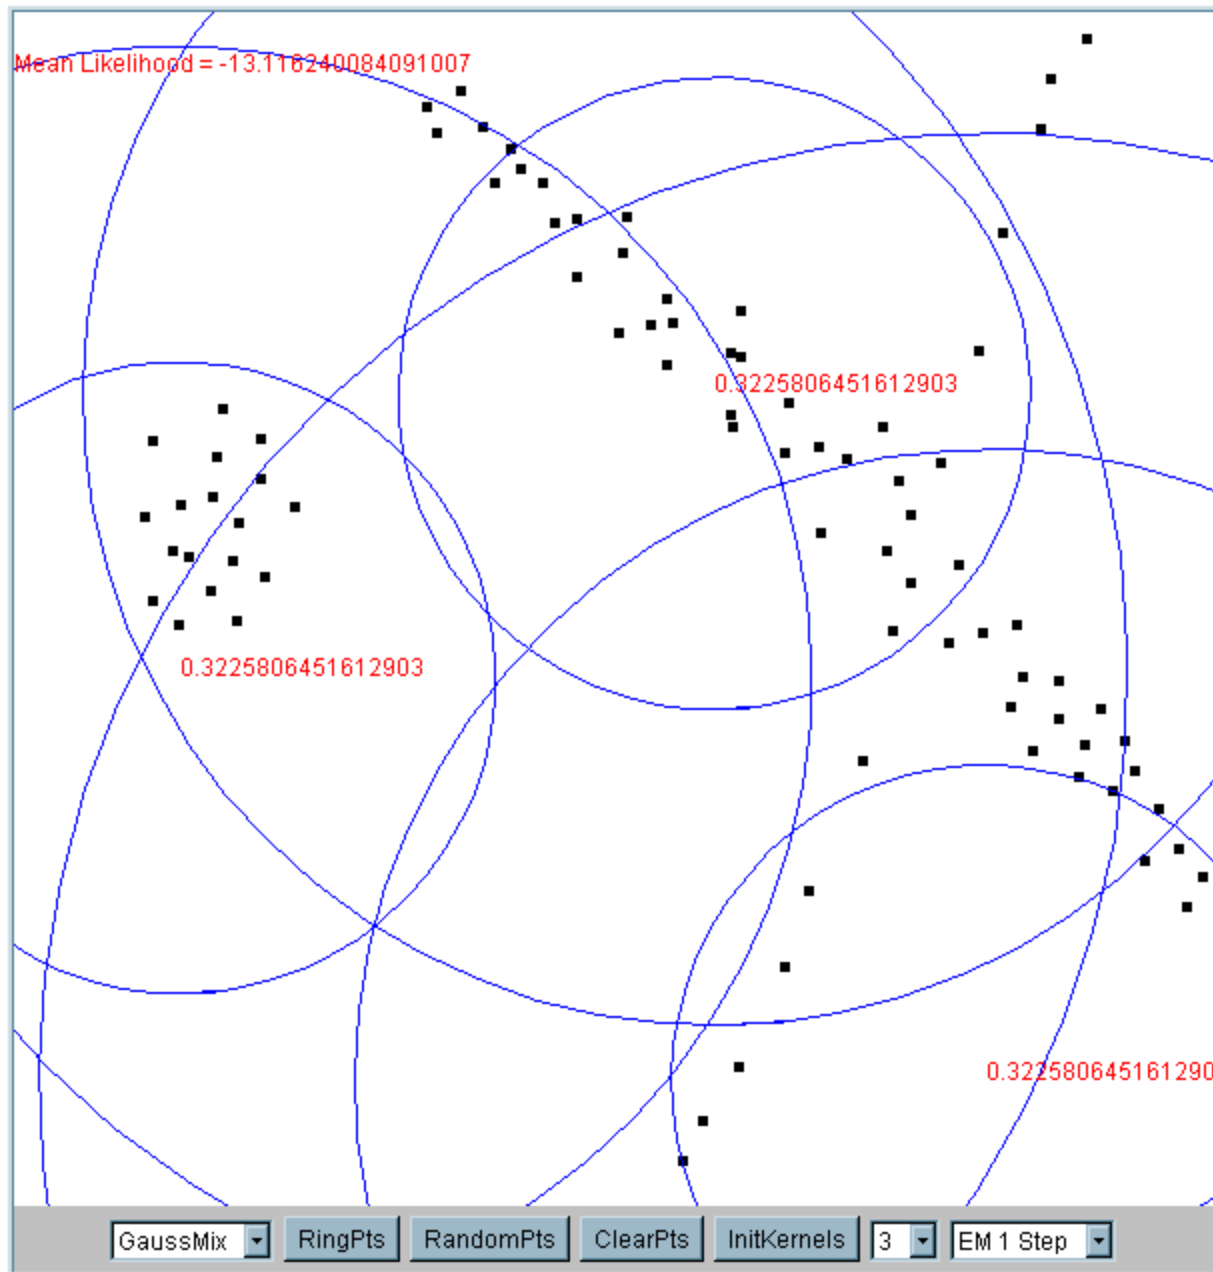 Mean Likelihood = -13.116240084091007
0.3225806451612903
0.3225806451612903
0.322580645161290
GaussMix RingPts RandomPts ClearPts InitKernels 3 EM 1 Step